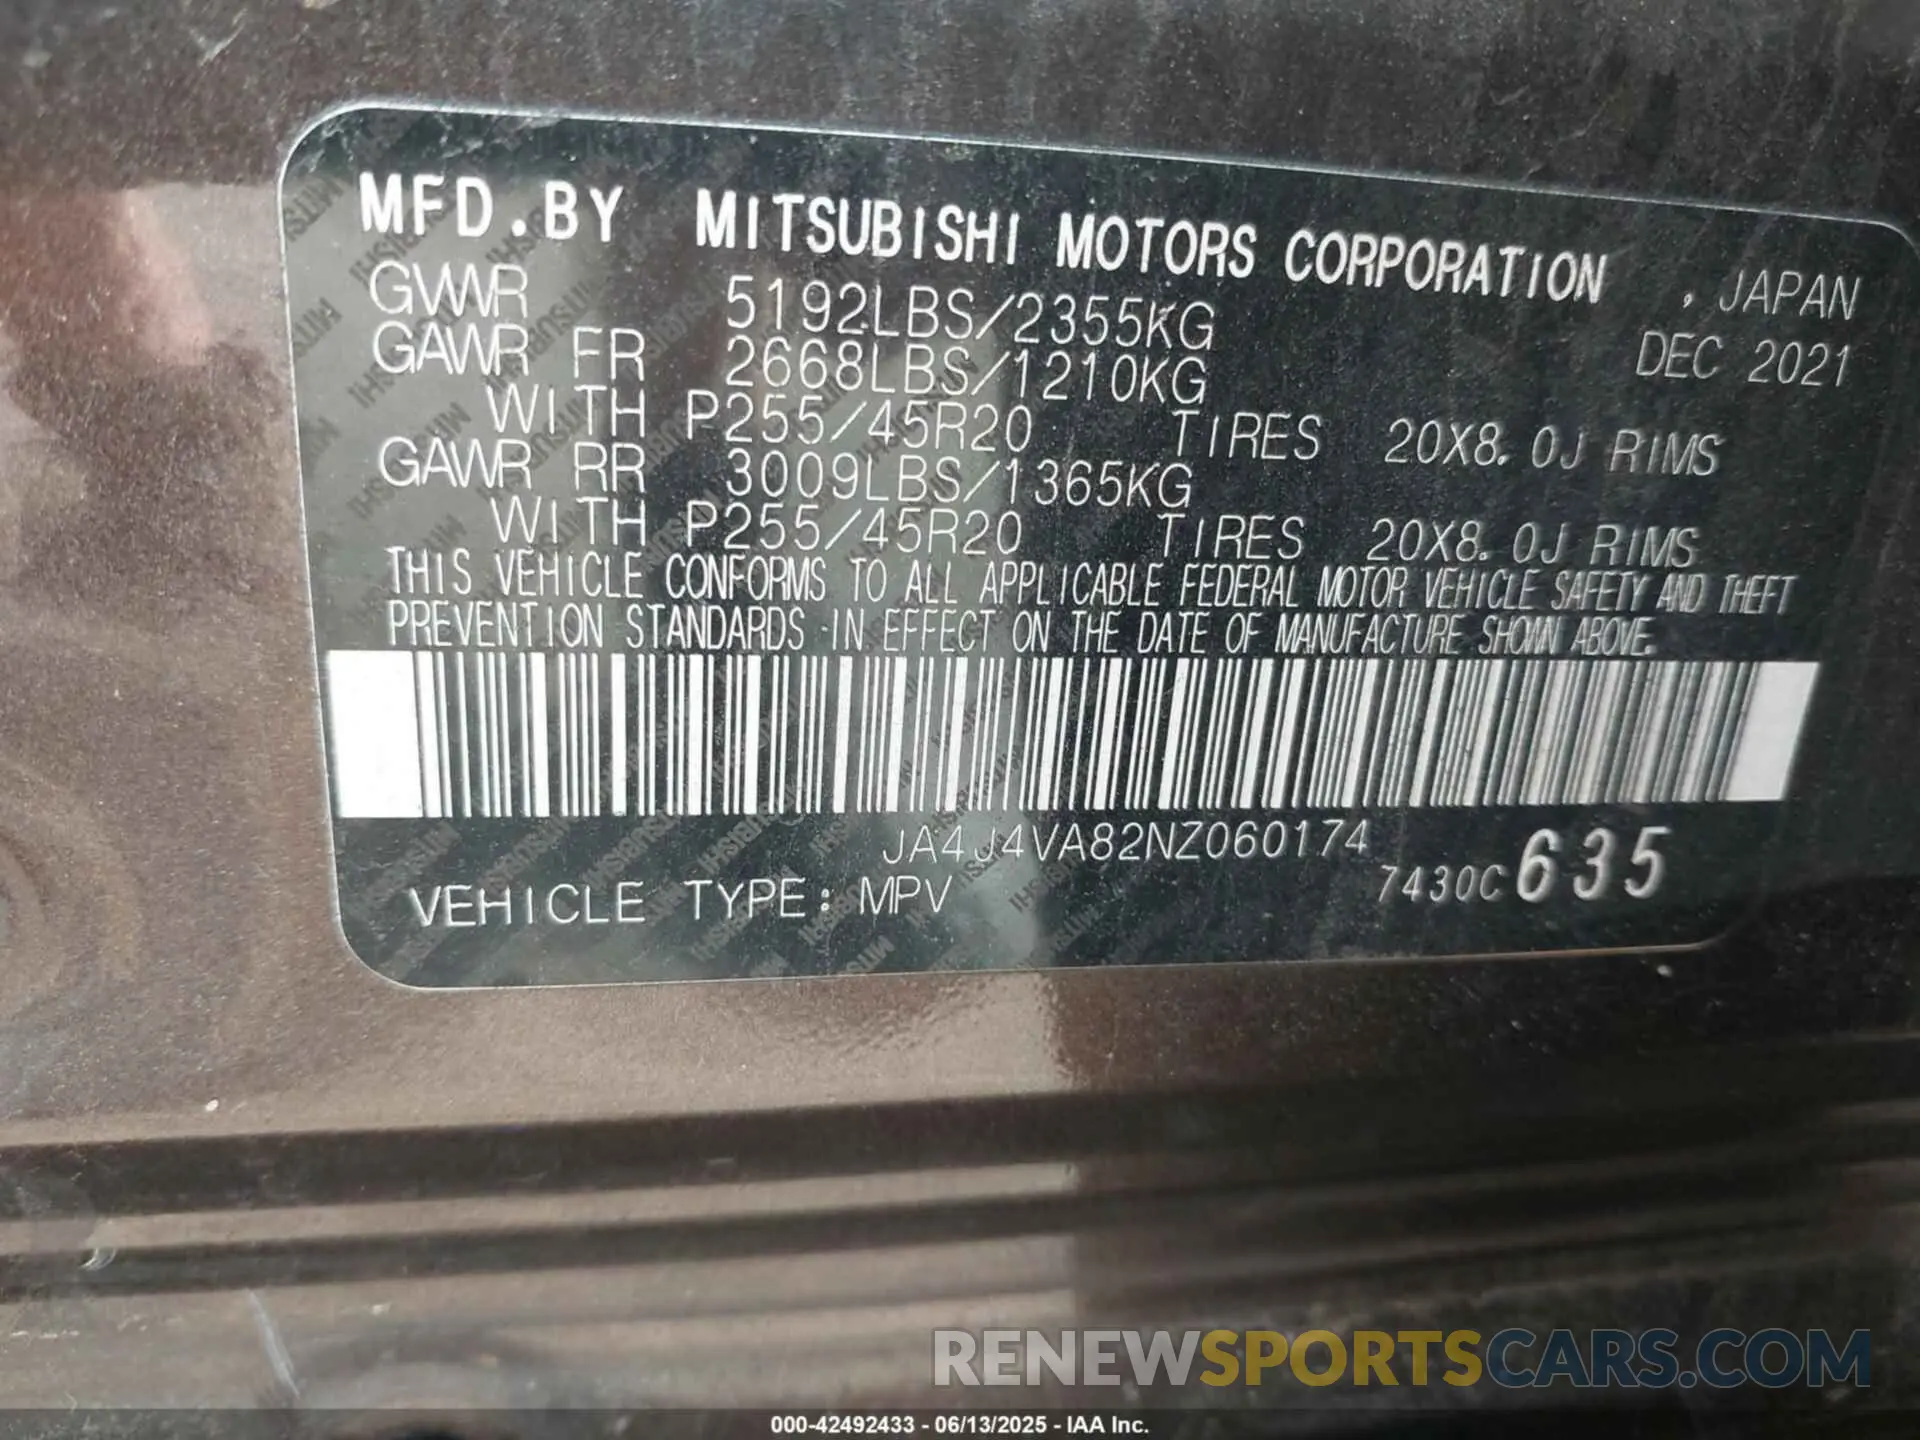 MFD.BY MITSUBISHI MOTORS CORPORATION , JAPAN
GVWR 5192LBS/2355KG DEC 2021
GAWR FR 2668LBS/1210KG
WITH P255/45R20 TIRES 20X8.0J RIMS
GAWR RR 3009LBS/1365KG
WITH P255/45R20 TIRES 20X8.0J RIMS
THIS VEHICLE CONFORMS TO ALL APPLICABLE FEDERAL MOTOR VEHICLE SAFETY AND THEFT
PREVENTION STANDARDS IN EFFECT ON THE DATE OF MANUFACTURE SHOWN ABOVE.
JA4J4VA82NZ060174
VEHICLE TYPE: MPV 7430C 635
RENEWSPORTSCARS.COM
000-42492433 - 06/13/2025 - IAA Inc.